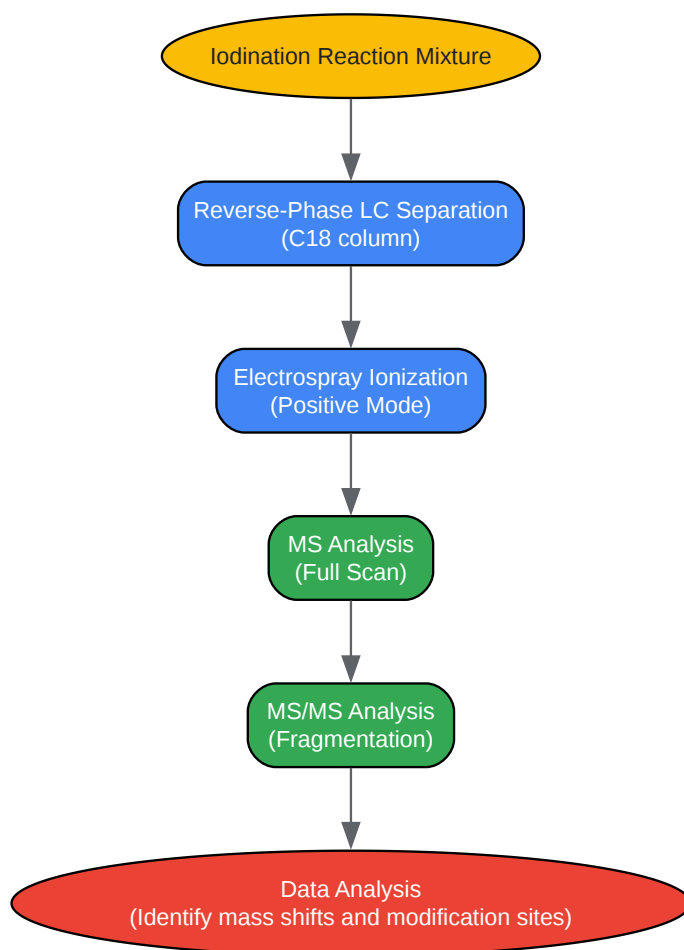 Iodination Reaction Mixture
Reverse-Phase LC Separation
(C18 column)
Electrospray Ionization
(Positive Mode)
MS Analysis
(Full Scan)
MS/MS Analysis
(Fragmentation)
Data Analysis
(Identify mass shifts and modification sites)